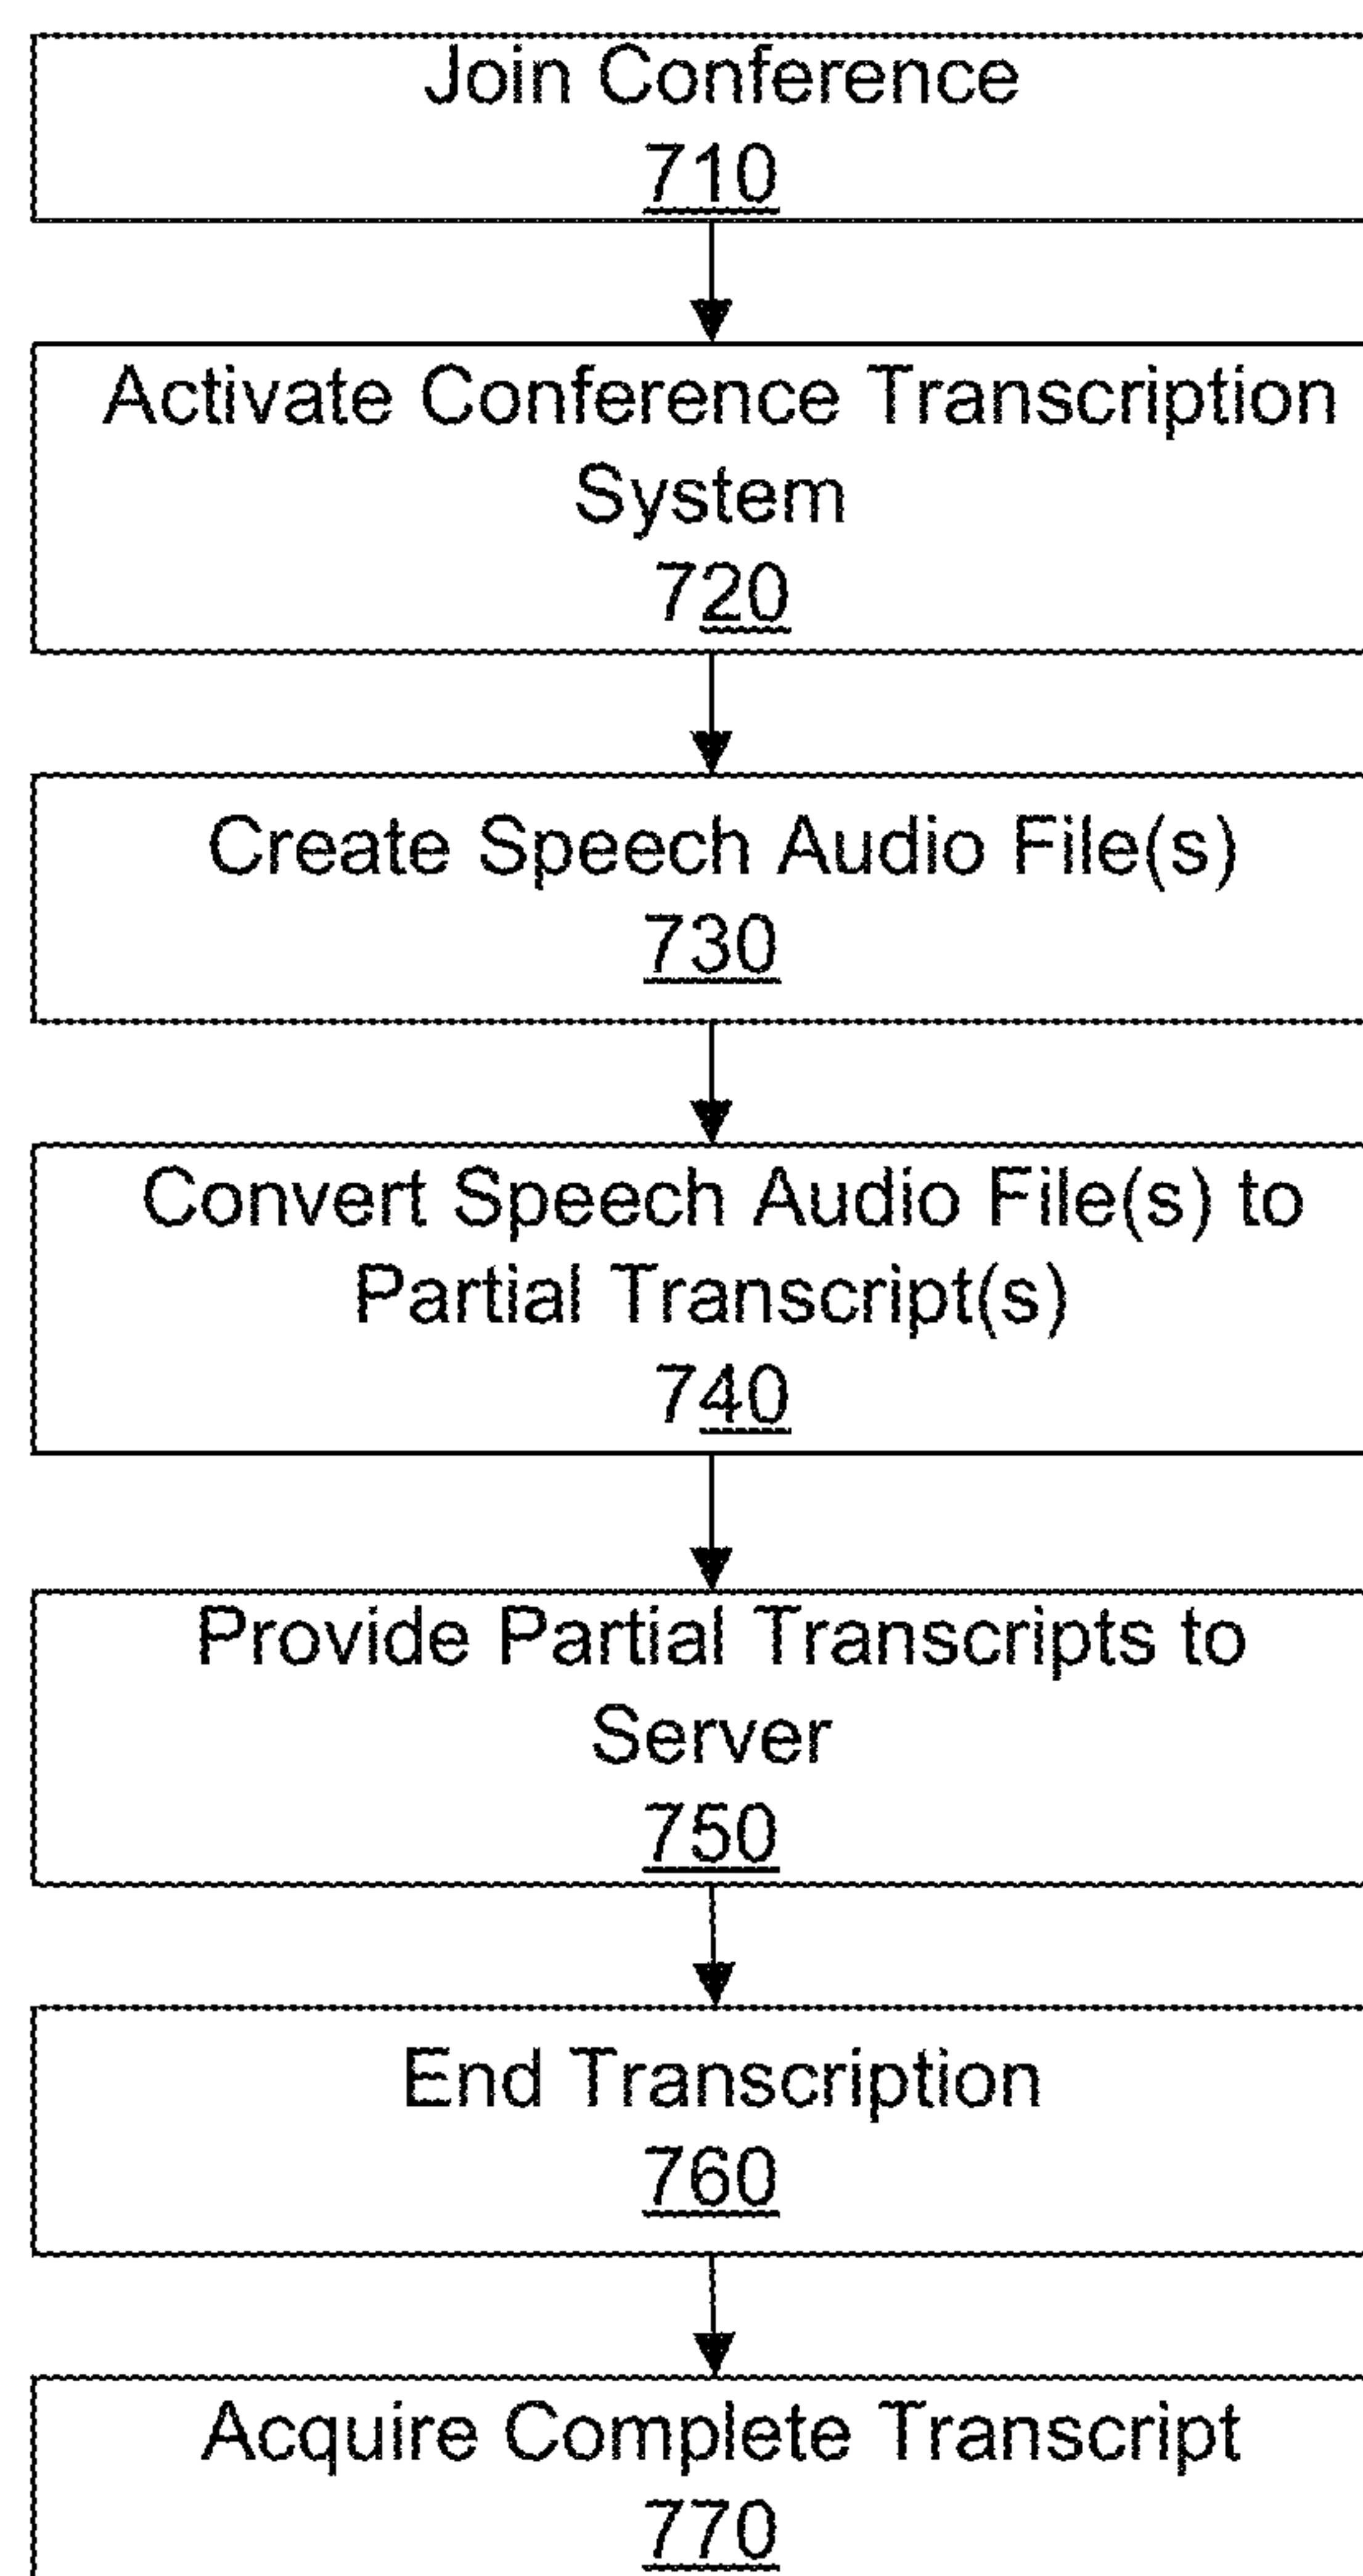 Join Conference
710
Activate Conference Transcription
System
720
Create Speech Audio File(s)
730
Convert Speech Audio File(s) to
Partial Transcript(s)
740
Provide Partial Transcripts to
Server
750
End Transcription
760
Acquire Complete Transcript
770